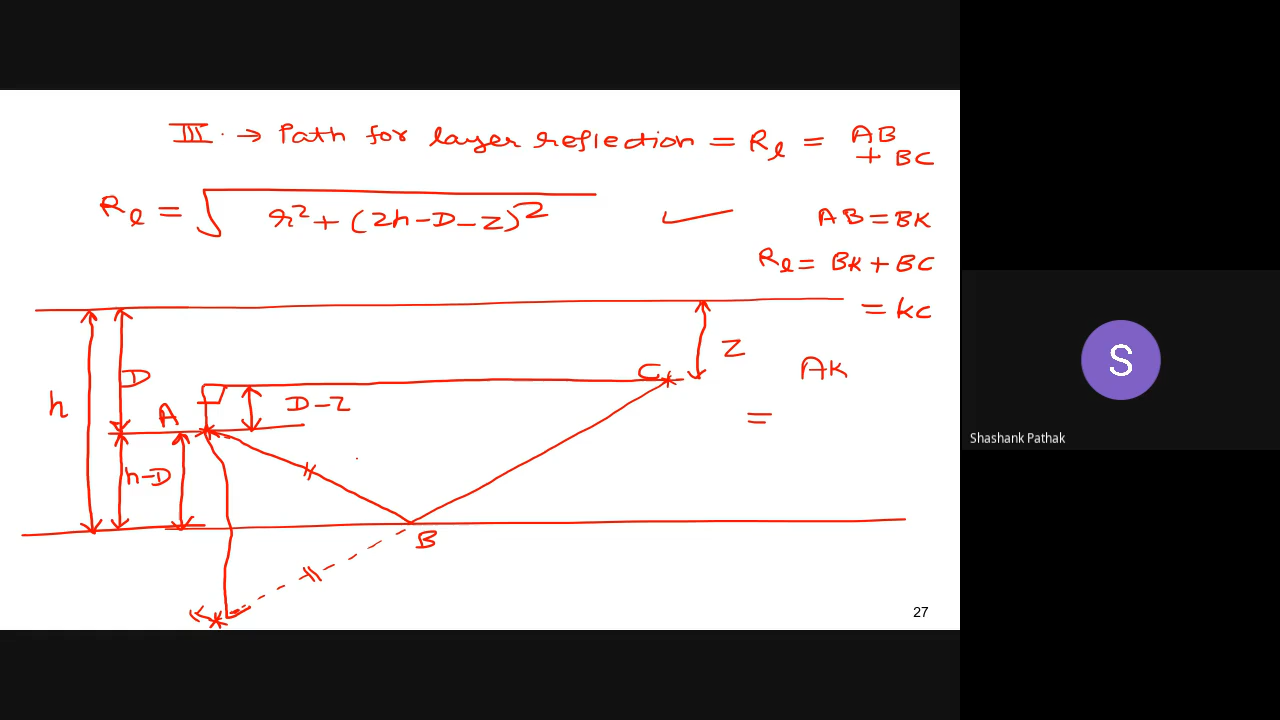 III → Path for layer reflection = Rl = AB + BC
Rl = √ r² + (2h-D-z)²
AB = BK
Rl = BK + BC
= KC
AK
=
h
D
A
h-D
D-z
C
z
B
27
S
Shashank Pathak